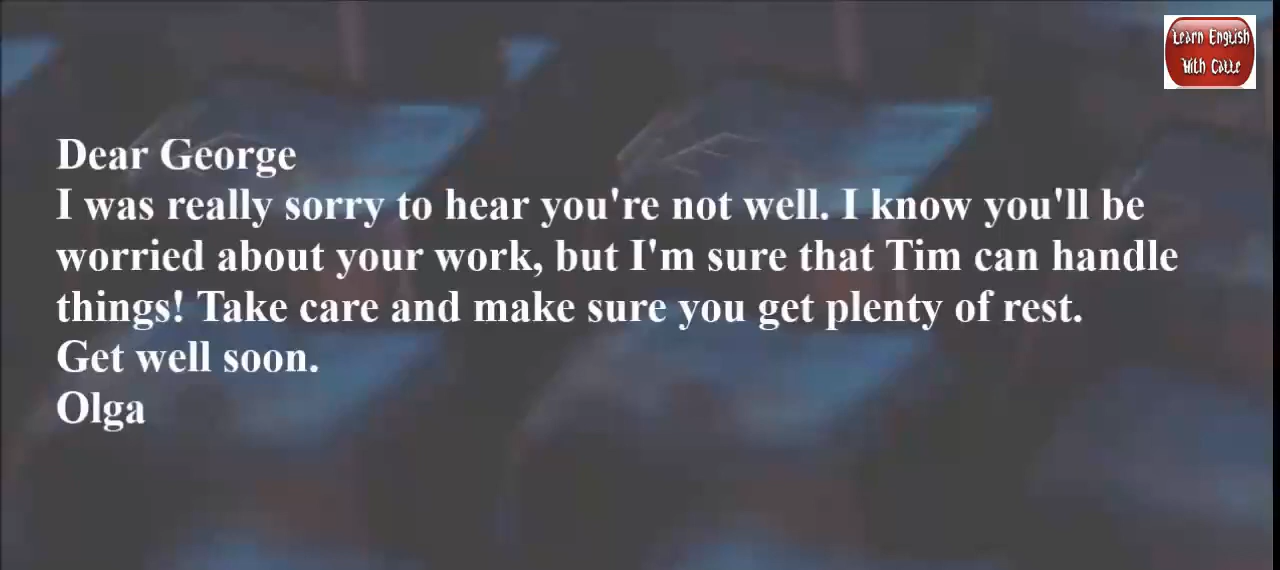 Learn English
With Catte
Dear George
I was really sorry to hear you're not well. I know you'll be
worried about your work, but I'm sure that Tim can handle
things! Take care and make sure you get plenty of rest.
Get well soon.
Olga